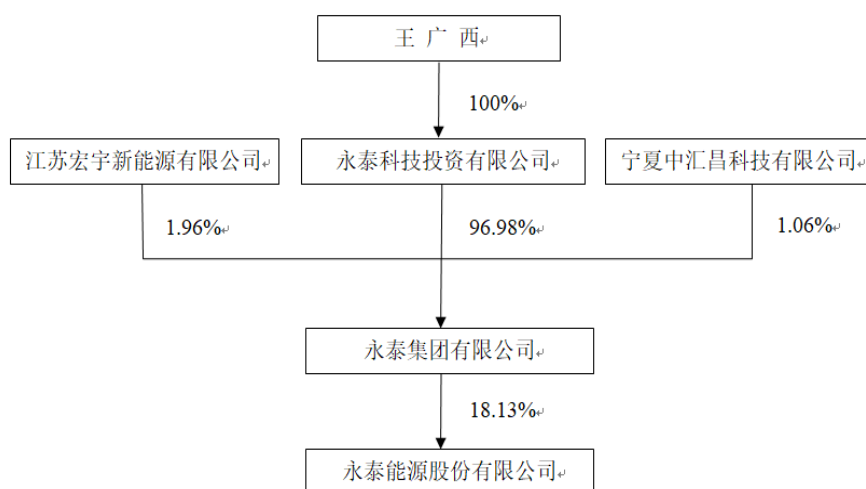 王 广 西
100%
江苏宏宇新能源有限公司
永泰科技投资有限公司
宁夏中汇昌科技有限公司
1.96%
96.98%
1.06%
永泰集团有限公司
18.13%
永泰能源股份有限公司